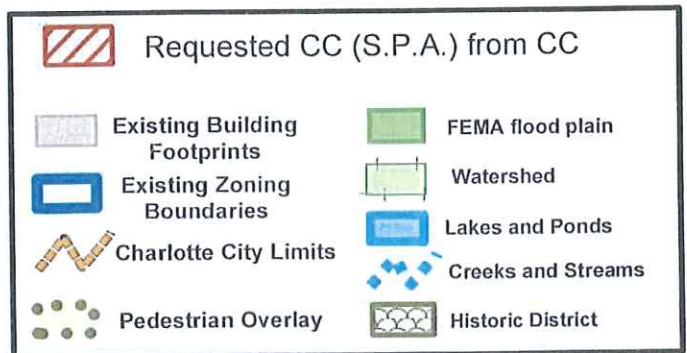 Requested CC (S.P.A.) from CC
Existing Building
Footprints
Existing Zoning
Boundaries
Charlotte City Limits
Pedestrian Overlay
FEMA flood plain
Watershed
Lakes and Ponds
Creeks and Streams
Historic District